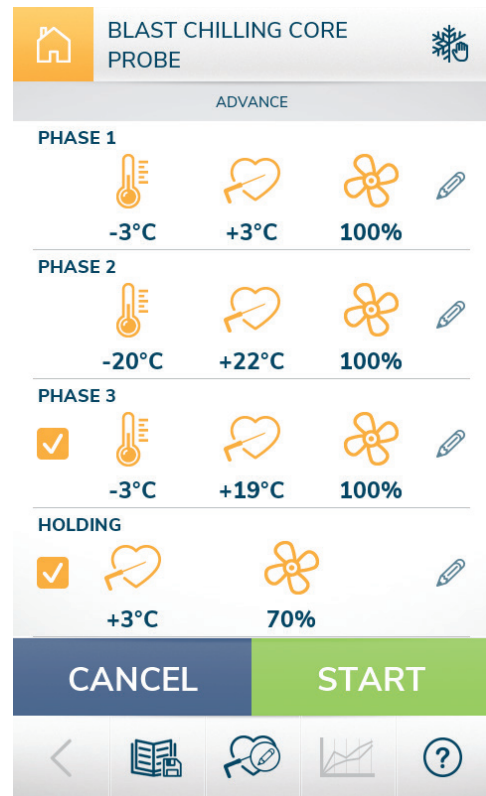 BLAST CHILLING CORE
PROBE
ADVANCE
PHASE 1
-3°C +3°C 100%
PHASE 2
-20°C +22°C 100%
PHASE 3
-3°C +19°C 100%
HOLDING
+3°C 70%
CANCEL START
?